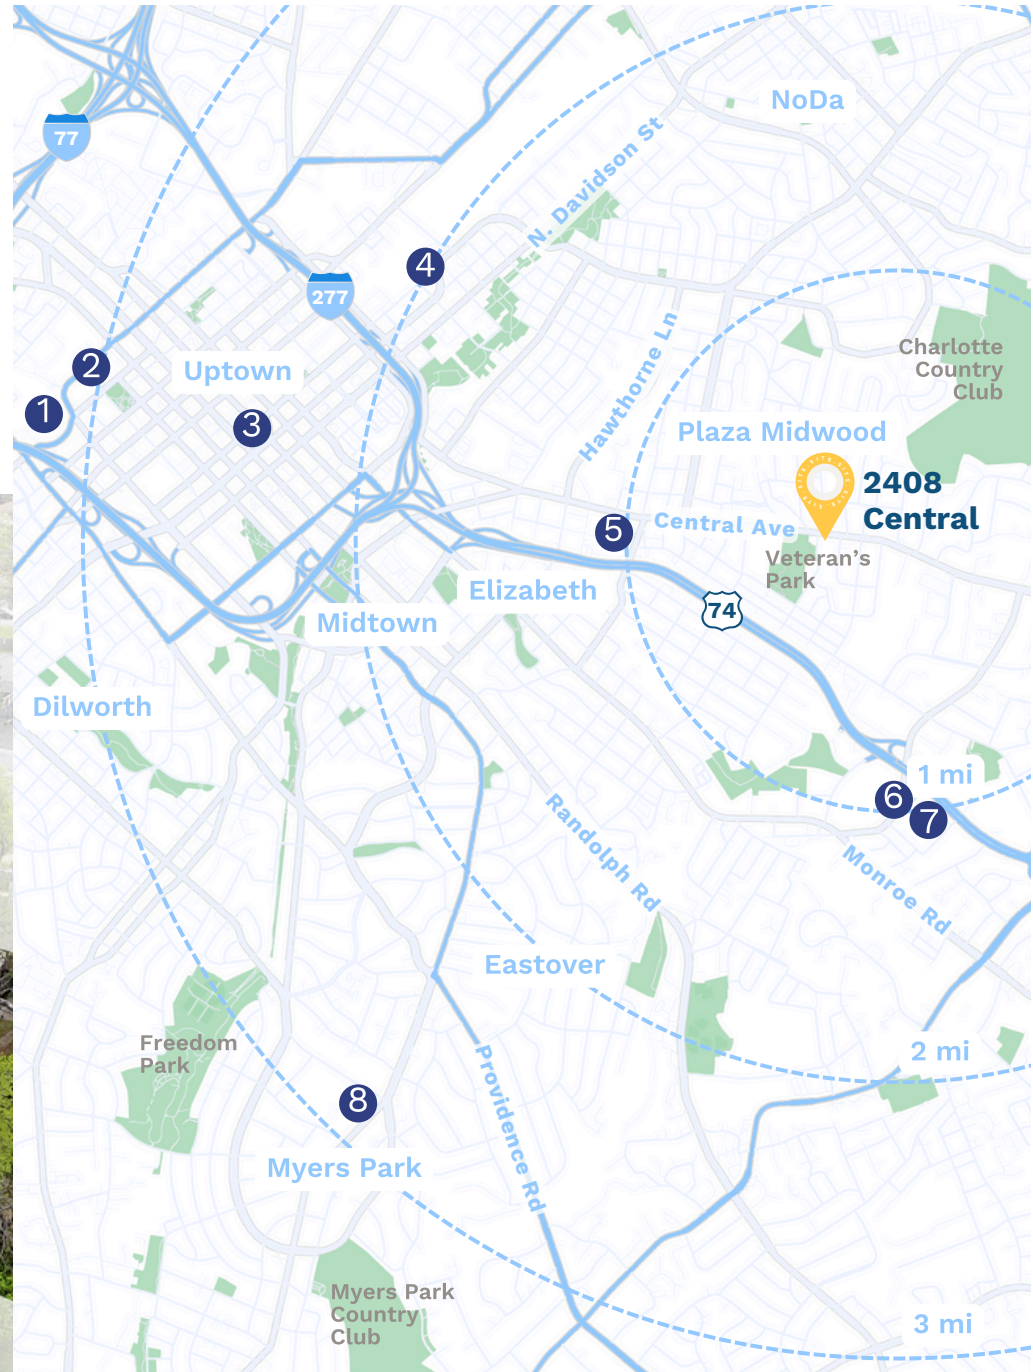 NoDa
77
N. Davidson St
4
277
Hawthorne Ln
Charlotte
Country
Club
2
Uptown
1
3
Plaza Midwood
2408
Central
5
Central Ave
Veteran's
Park
Elizabeth
74
Midtown
Dilworth
1 mi
6
7
Randolph Rd
Monroe Rd
Eastover
Freedom
Park
2 mi
Providence Rd
8
Myers Park
Myers Park
Country
Club
3 mi